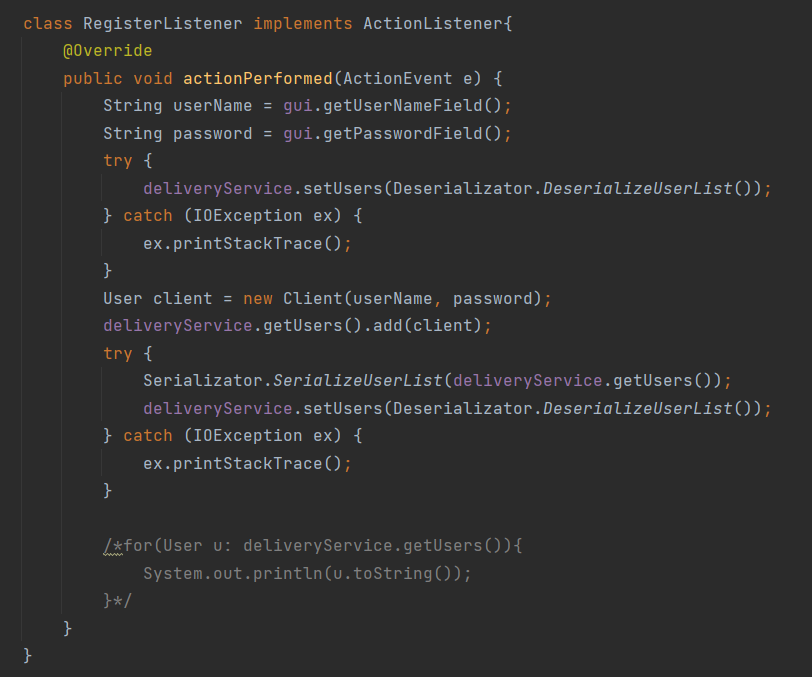 class RegisterListener implements ActionListener{
    @Override
    public void actionPerformed(ActionEvent e) {
        String userName = gui.getUserNameField();
        String password = gui.getPasswordField();
        try {
            deliveryService.setUsers(Deserializator.DeserializeUserList());
        } catch (IOException ex) {
            ex.printStackTrace();
        }
        User client = new Client(userName, password);
        deliveryService.getUsers().add(client);
        try {
            Serializator.SerializeUserList(deliveryService.getUsers());
            deliveryService.setUsers(Deserializator.DeserializeUserList());
        } catch (IOException ex) {
            ex.printStackTrace();
        }

        /*for(User u: deliveryService.getUsers()){
            System.out.println(u.toString());
        }*/
    }
}